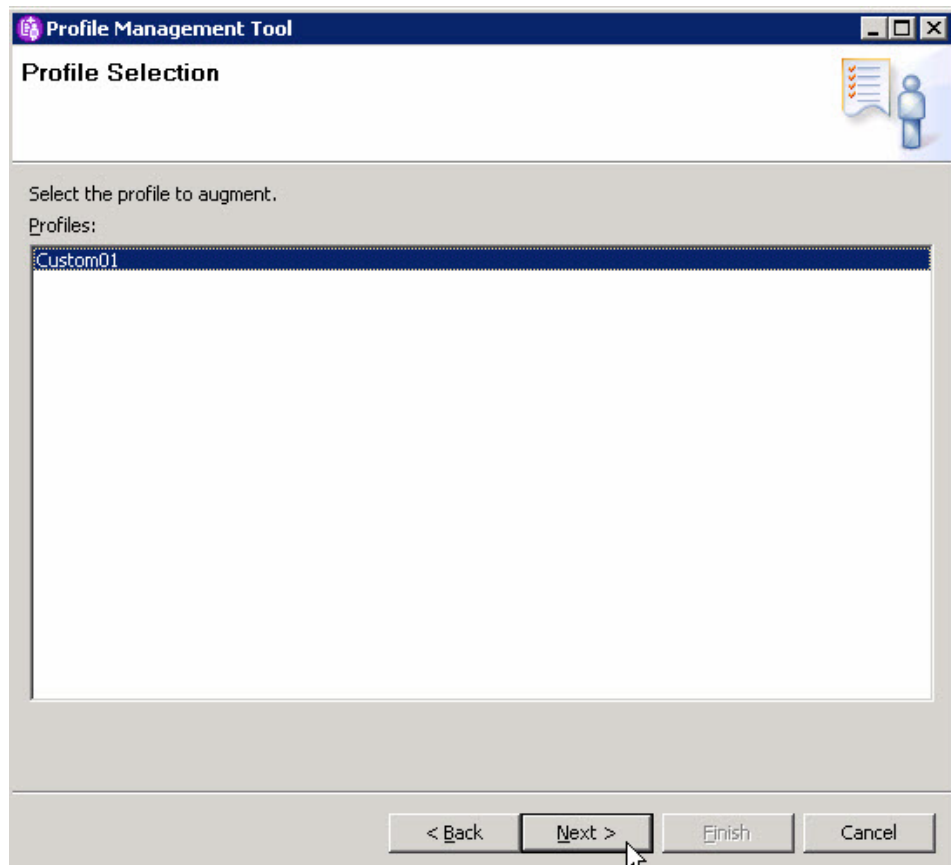 Profile Management Tool
Profile Selection
Select the profile to augment.
Profiles:
Custom01
< Back Next > Finish Cancel